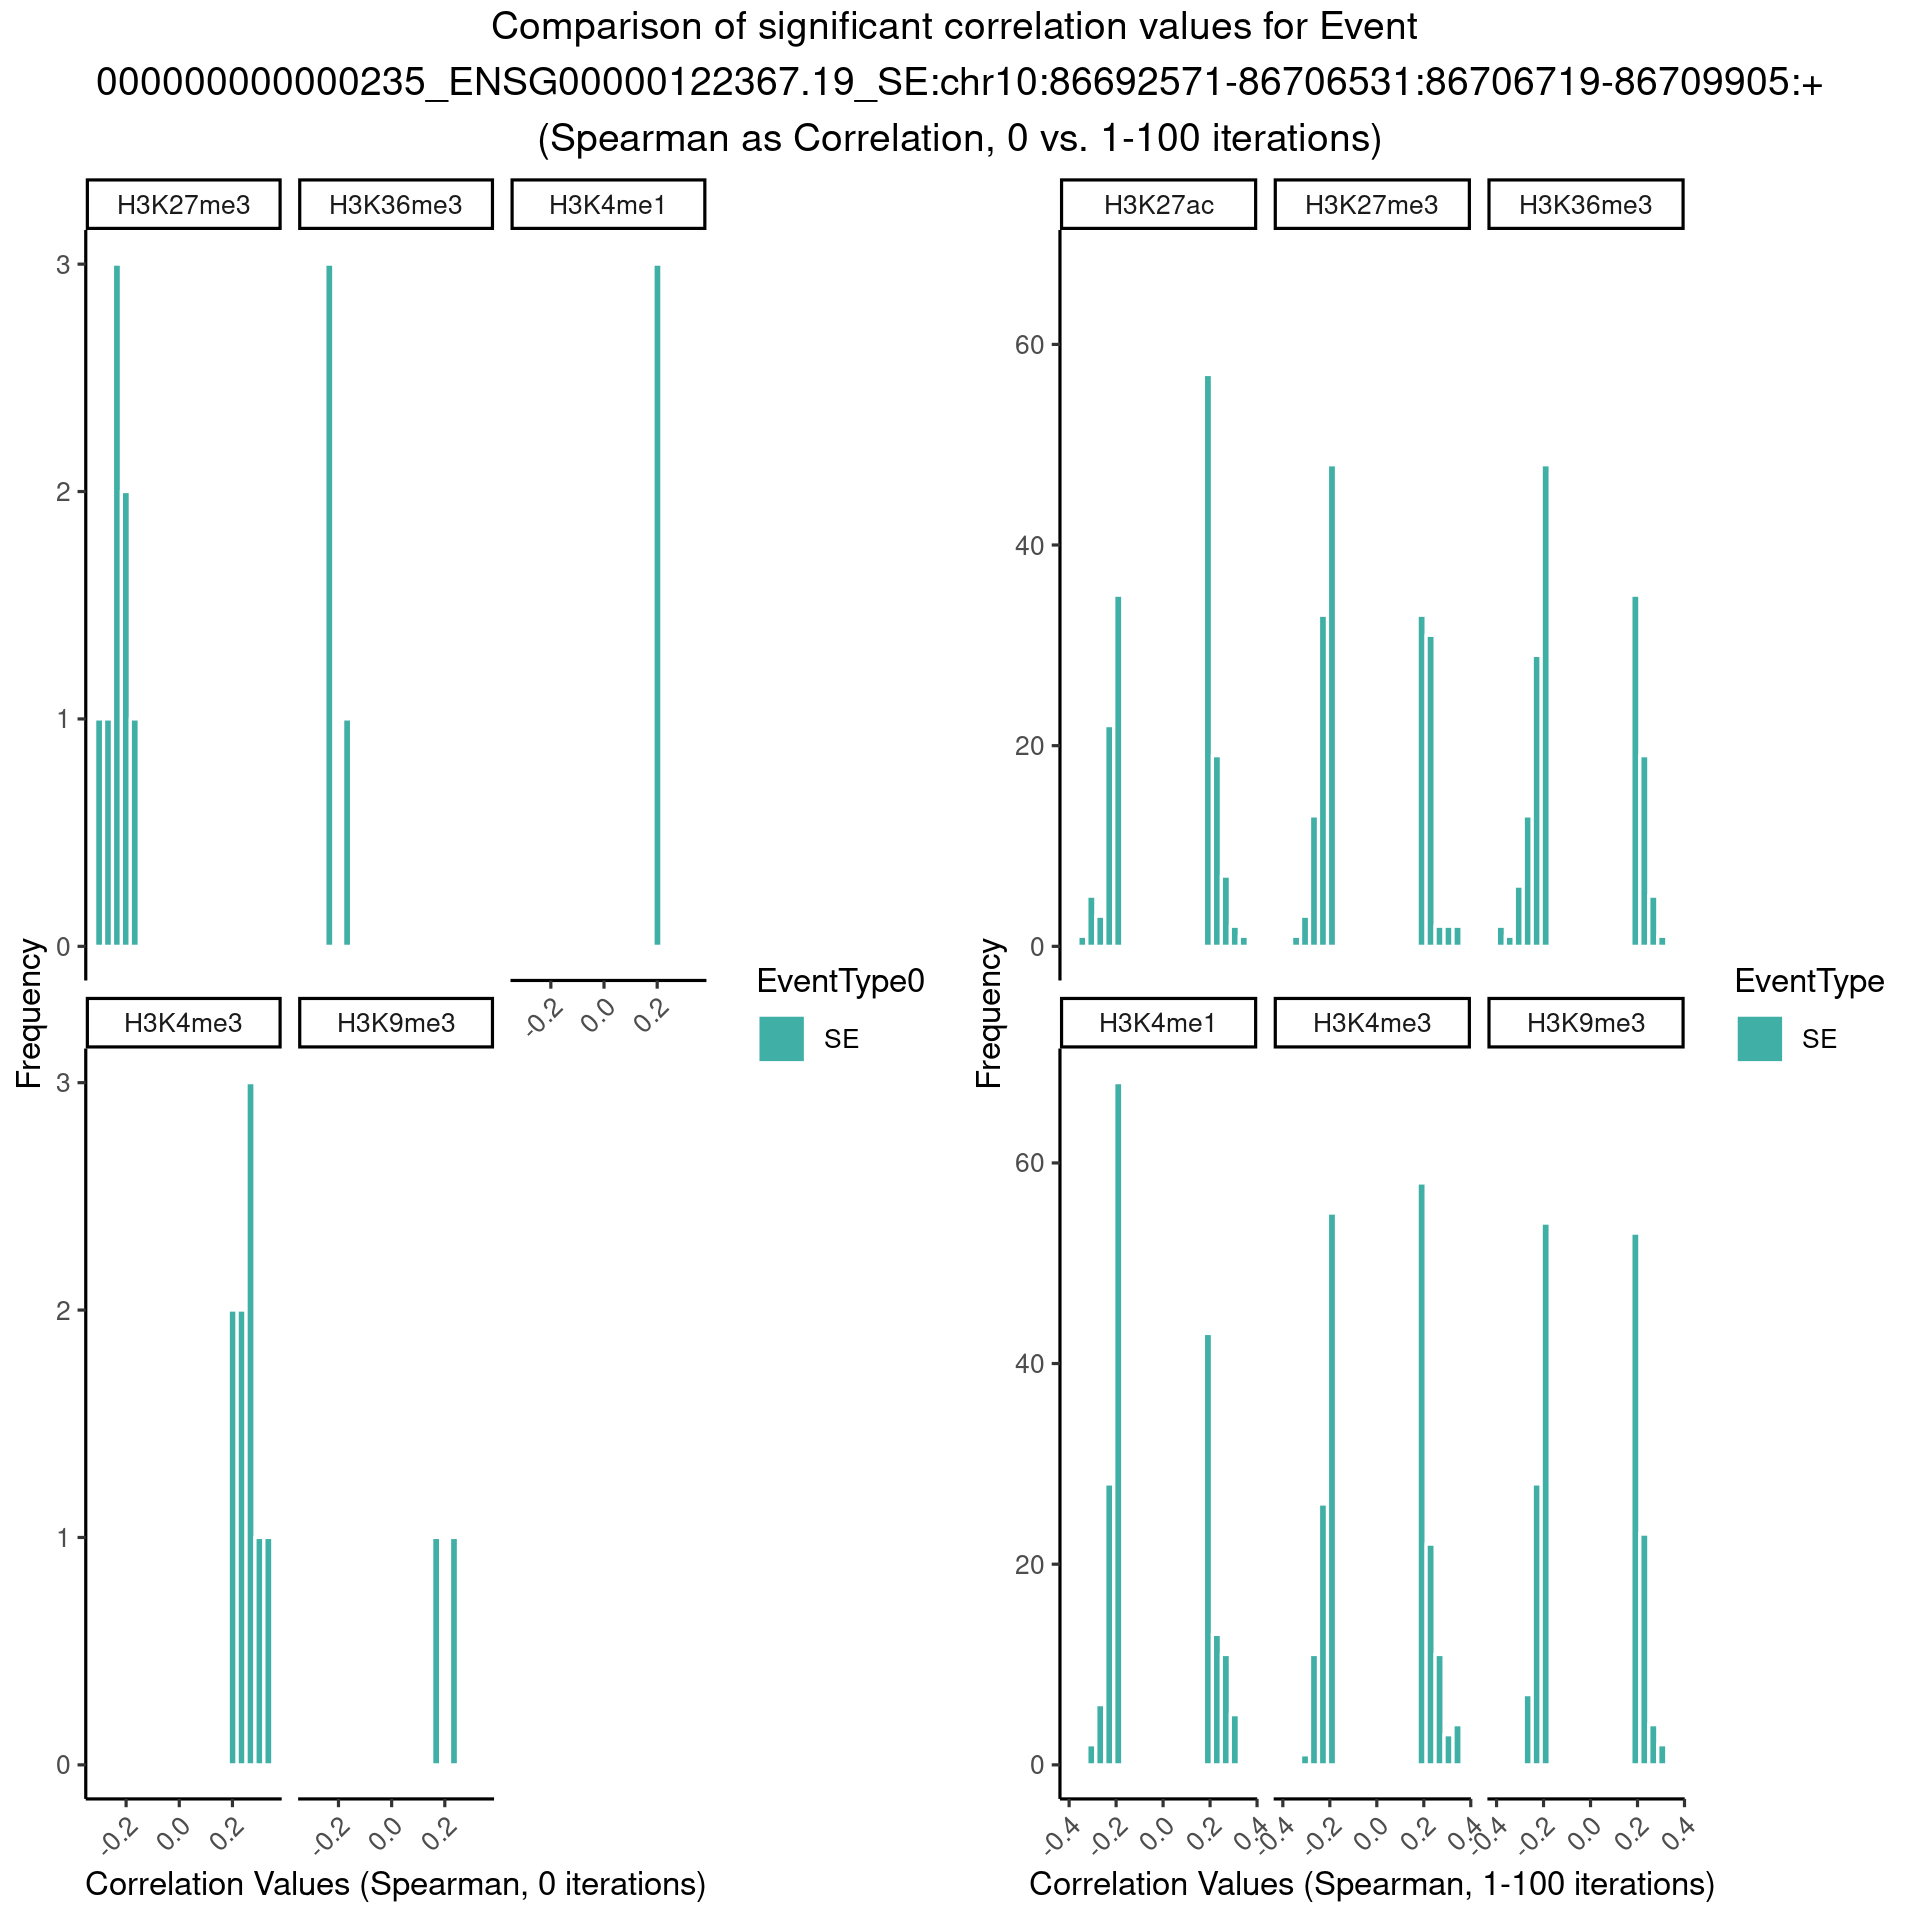 Comparison of significant correlation values for Event
000000000000235_ENSG00000122367.19_SE:chr10:86692571-86706531:86706719-86709905:+
(Spearman as Correlation, 0 vs. 1-100 iterations)
H3K27me3 H3K36me3 H3K4me1
3
2
1
0
-0.2 0.0 0.2
H3K4me3 H3K9me3
3
2
1
0
-0.2 0.0 0.2 -0.2 0.0 0.2
Frequency
Correlation Values (Spearman, 0 iterations)
EventType0
SE
H3K27ac H3K27me3 H3K36me3
60
40
20
0
H3K4me1 H3K4me3 H3K9me3
60
40
20
0
-0.4 -0.2 0.0 0.2 0.4 -0.4 -0.2 0.0 0.2 0.4 -0.4 -0.2 0.0 0.2 0.4
Frequency
Correlation Values (Spearman, 1-100 iterations)
EventType
SE